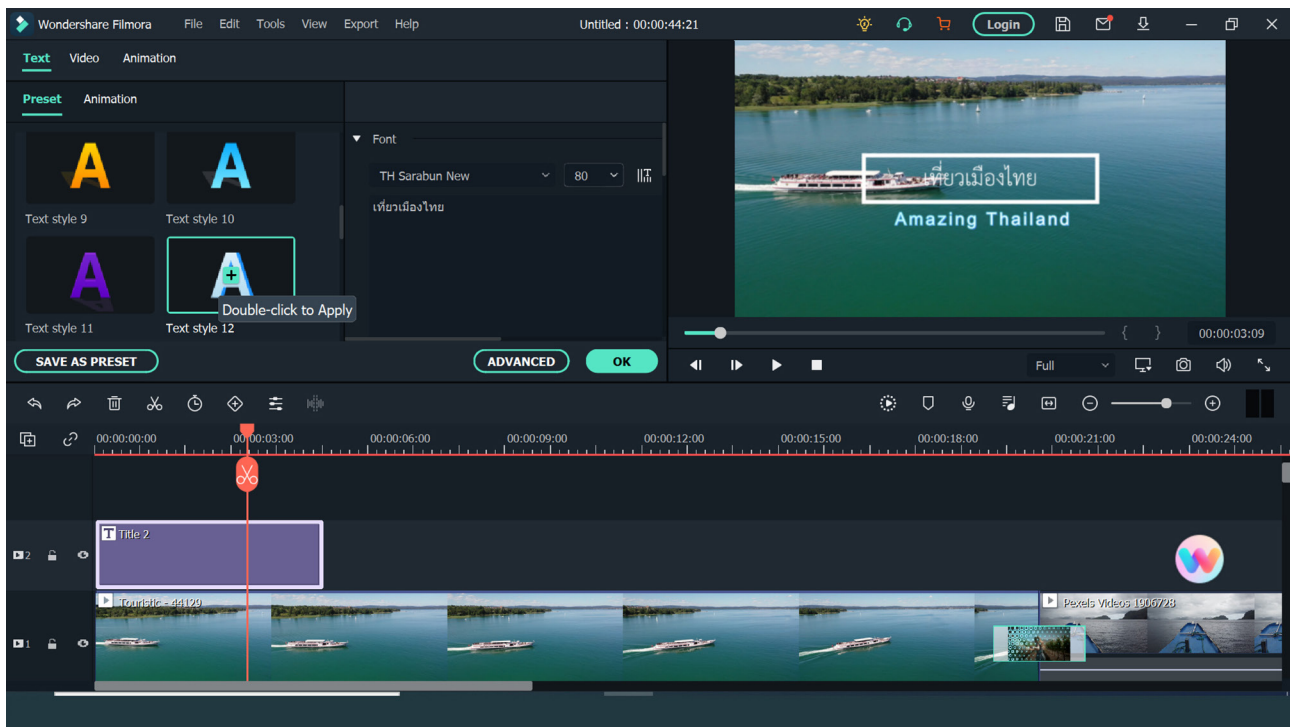 Wondershare Filmora File Edit Tools View Export Help Untitled : 00:00:44:21 Login
Text Video Animation
Preset Animation
Font
TH Sarabun New 80
เที่ยวเมืองไทย
Text style 9 Text style 10
Double-click to Apply
Text style 11 Text style 12
SAVE AS PRESET ADVANCED OK
เที่ยวเมืองไทย
Amazing Thailand
{ } 00:00:03:09
Full
00:00:00:00 00:00:03:00 00:00:06:00 00:00:09:00 00:00:12:00 00:00:15:00 00:00:18:00 00:00:21:00 00:00:24:00
2 T Title 2
Touristic - 44129 Pexels Videos 1906728
1